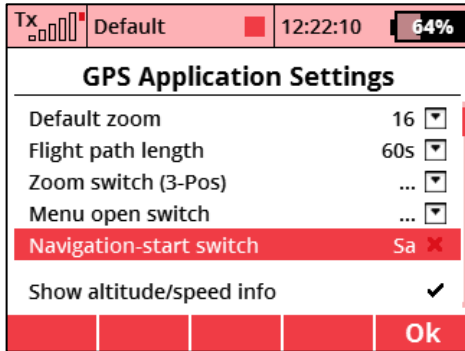 Tx Default 12:22:10 64%
GPS Application Settings
Default zoom 16
Flight path length 60s
Zoom switch (3-Pos) ...
Menu open switch ...
Navigation-start switch Sa
Show altitude/speed info
Ok